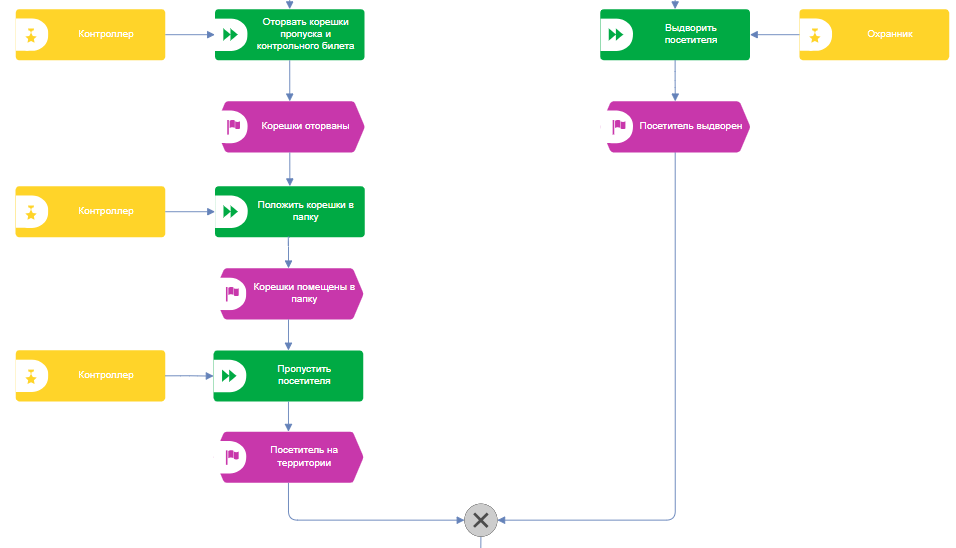 Контроллер
Оторвать корешки
пропуска и
контрольного билета
Выдворить
посетителя
Охранник
Корешки оторваны
Посетитель выдворен
Контроллер
Положить корешки в
папку
Корешки помещены в
папку
Контроллер
Пропустить
посетителя
Посетитель на
территории